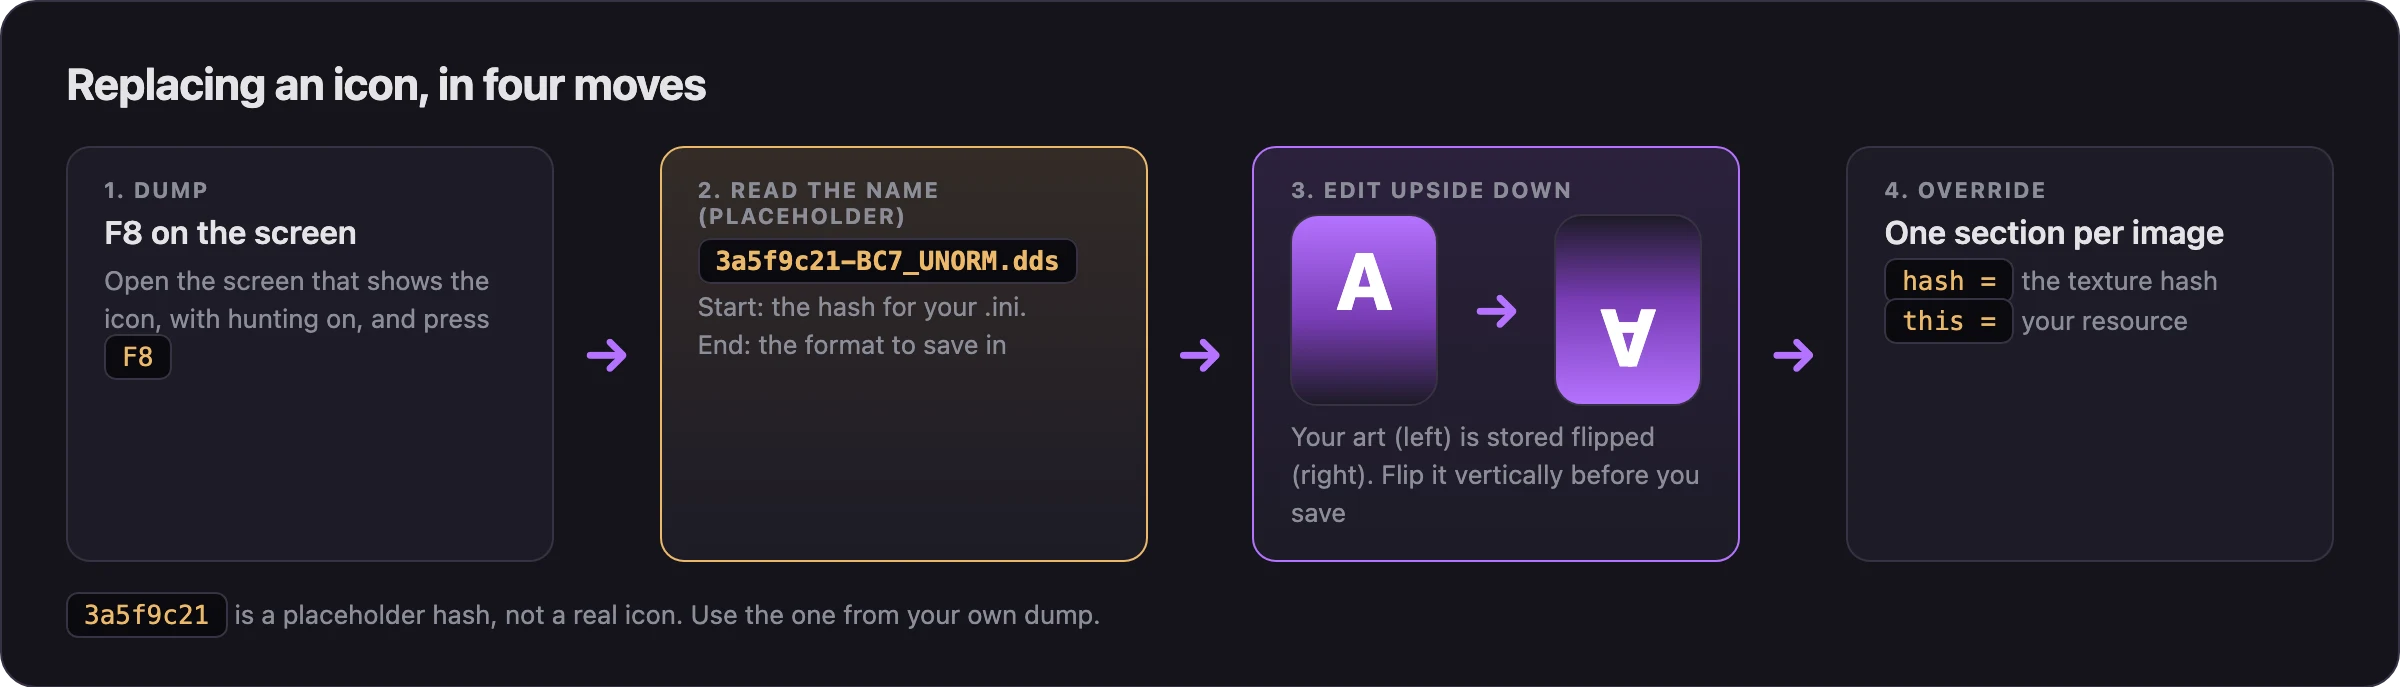 Replacing an icon, in four moves
1. DUMP
F8 on the screen
Open the screen that shows the
icon, with hunting on, and press
F8
2. READ THE NAME
(PLACEHOLDER)
3a5f9c21-BC7_UNORM.dds
Start: the hash for your .ini.
End: the format to save in
3. EDIT UPSIDE DOWN
A
A
Your art (left) is stored flipped
(right). Flip it vertically before you
save
4. OVERRIDE
One section per image
hash = the texture hash
this = your resource
3a5f9c21 is a placeholder hash, not a real icon. Use the one from your own dump.